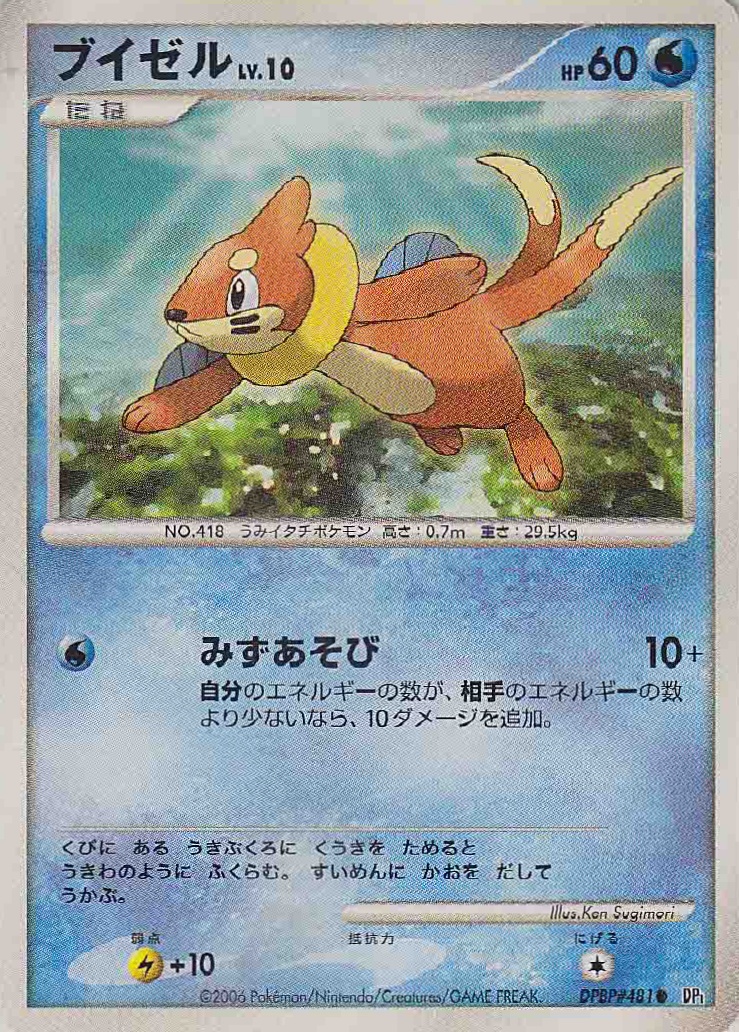 ブイゼル LV.10 HP 60
たね
NO.418 うみイタチポケモン 高さ:0.7m 重さ:29.5kg
みずあそび 10+
自分のエネルギーの数が、相手のエネルギーの数
より少ないなら、10ダメージを追加。
くびに ある うきぶくろに くうきを ためると
うきわのように ふくらむ。 すいめんに かおを だして
うかぶ。
Illus.Ken Sugimori
弱点 抵抗力 にげる
+10
©2006 Pokémon/Nintendo/Creatures/GAME FREAK. DPBP#481 ● DP1